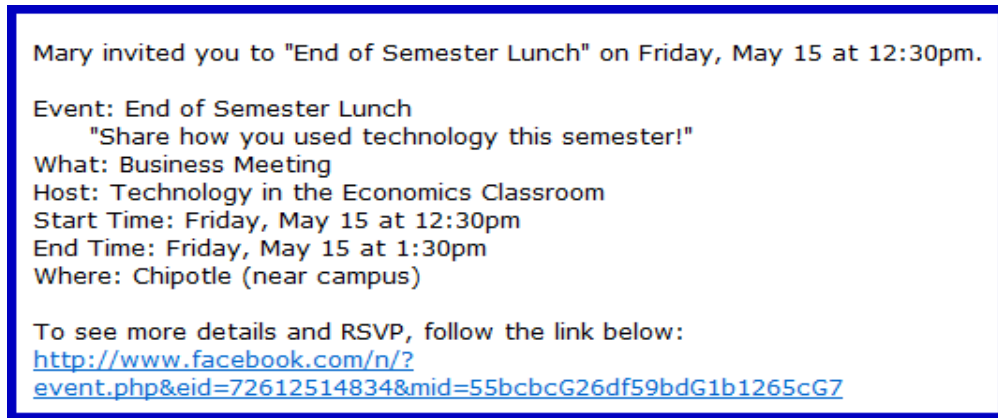 Mary invited you to "End of Semester Lunch" on Friday, May 15 at 12:30pm.
Event: End of Semester Lunch
"Share how you used technology this semester!"
What: Business Meeting
Host: Technology in the Economics Classroom
Start Time: Friday, May 15 at 12:30pm
End Time: Friday, May 15 at 1:30pm
Where: Chipotle (near campus)
To see more details and RSVP, follow the link below:
http://www.facebook.com/n/?
event.php&eid=72612514834&mid=55bcbcG26df59bdG1b1265cG7